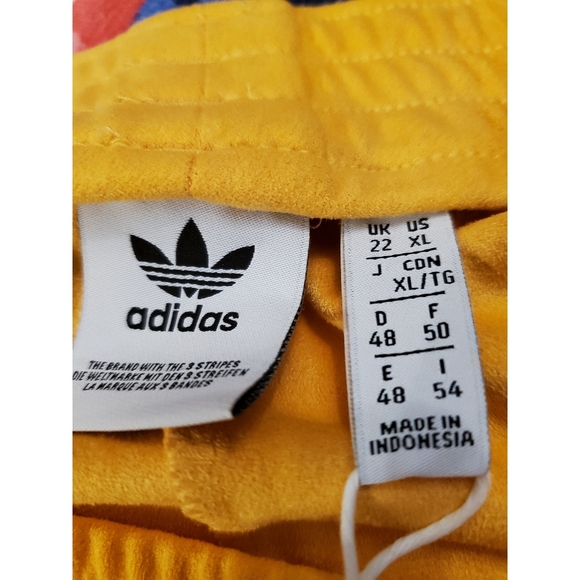 adidas
THE BRAND WITH THE 3 STRIPES
DIE WELTMARKE MIT DEN 3 STREIFEN
LA MARQUE AUX 3 BANDES
UK US
22 XL
J CDN
XL/TG
D F
48 50
E I
48 54
MADE IN
INDONESIA